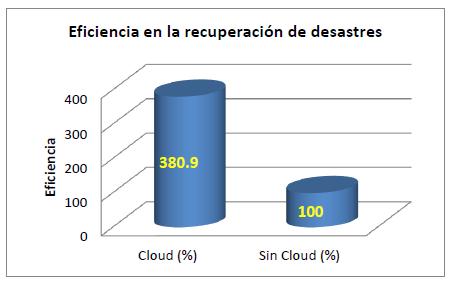 Eficiencia en la recuperación de desastres
Eficiencia
400
300
200
100
0
380.9
100
Cloud (%)
Sin Cloud (%)